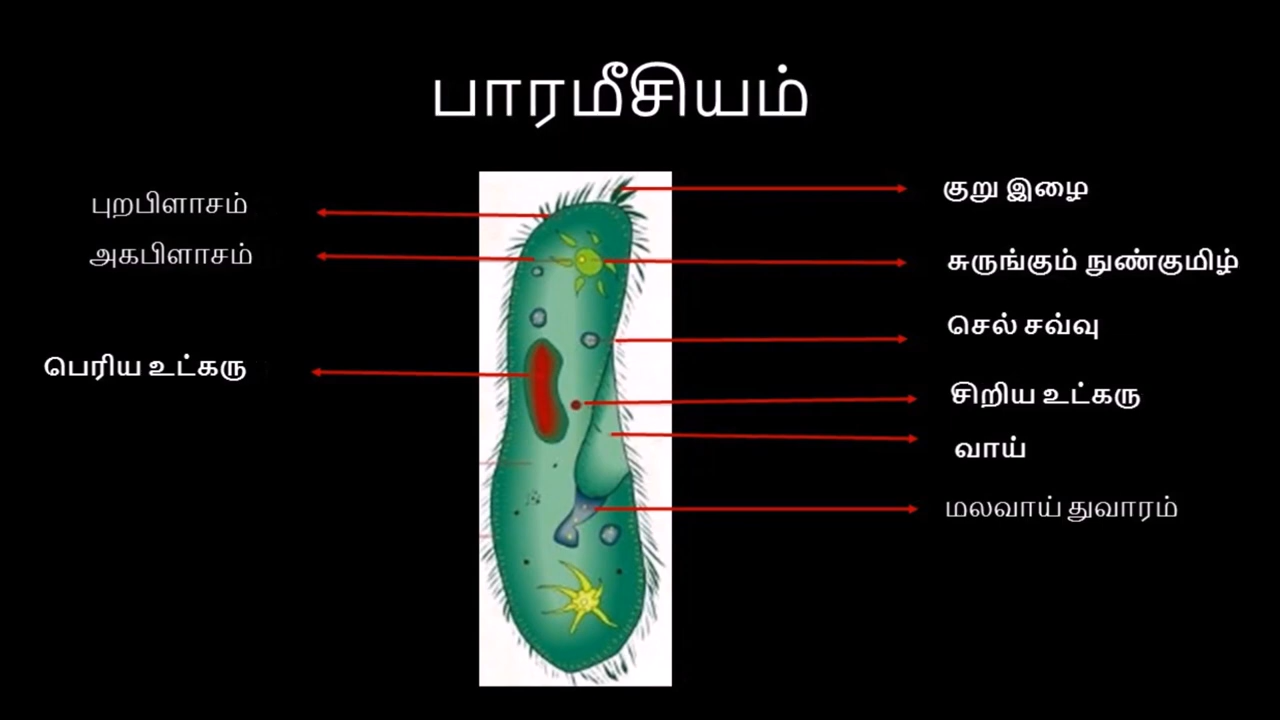 பாரமீசியம்
புறபிளாசம்
அகபிளாசம்
பெரிய உட்கரு
குறு இழை
சுருங்கும் நுண்குமிழ்
செல் சவ்வு
சிறிய உட்கரு
வாய்
மலவாய் துவாரம்